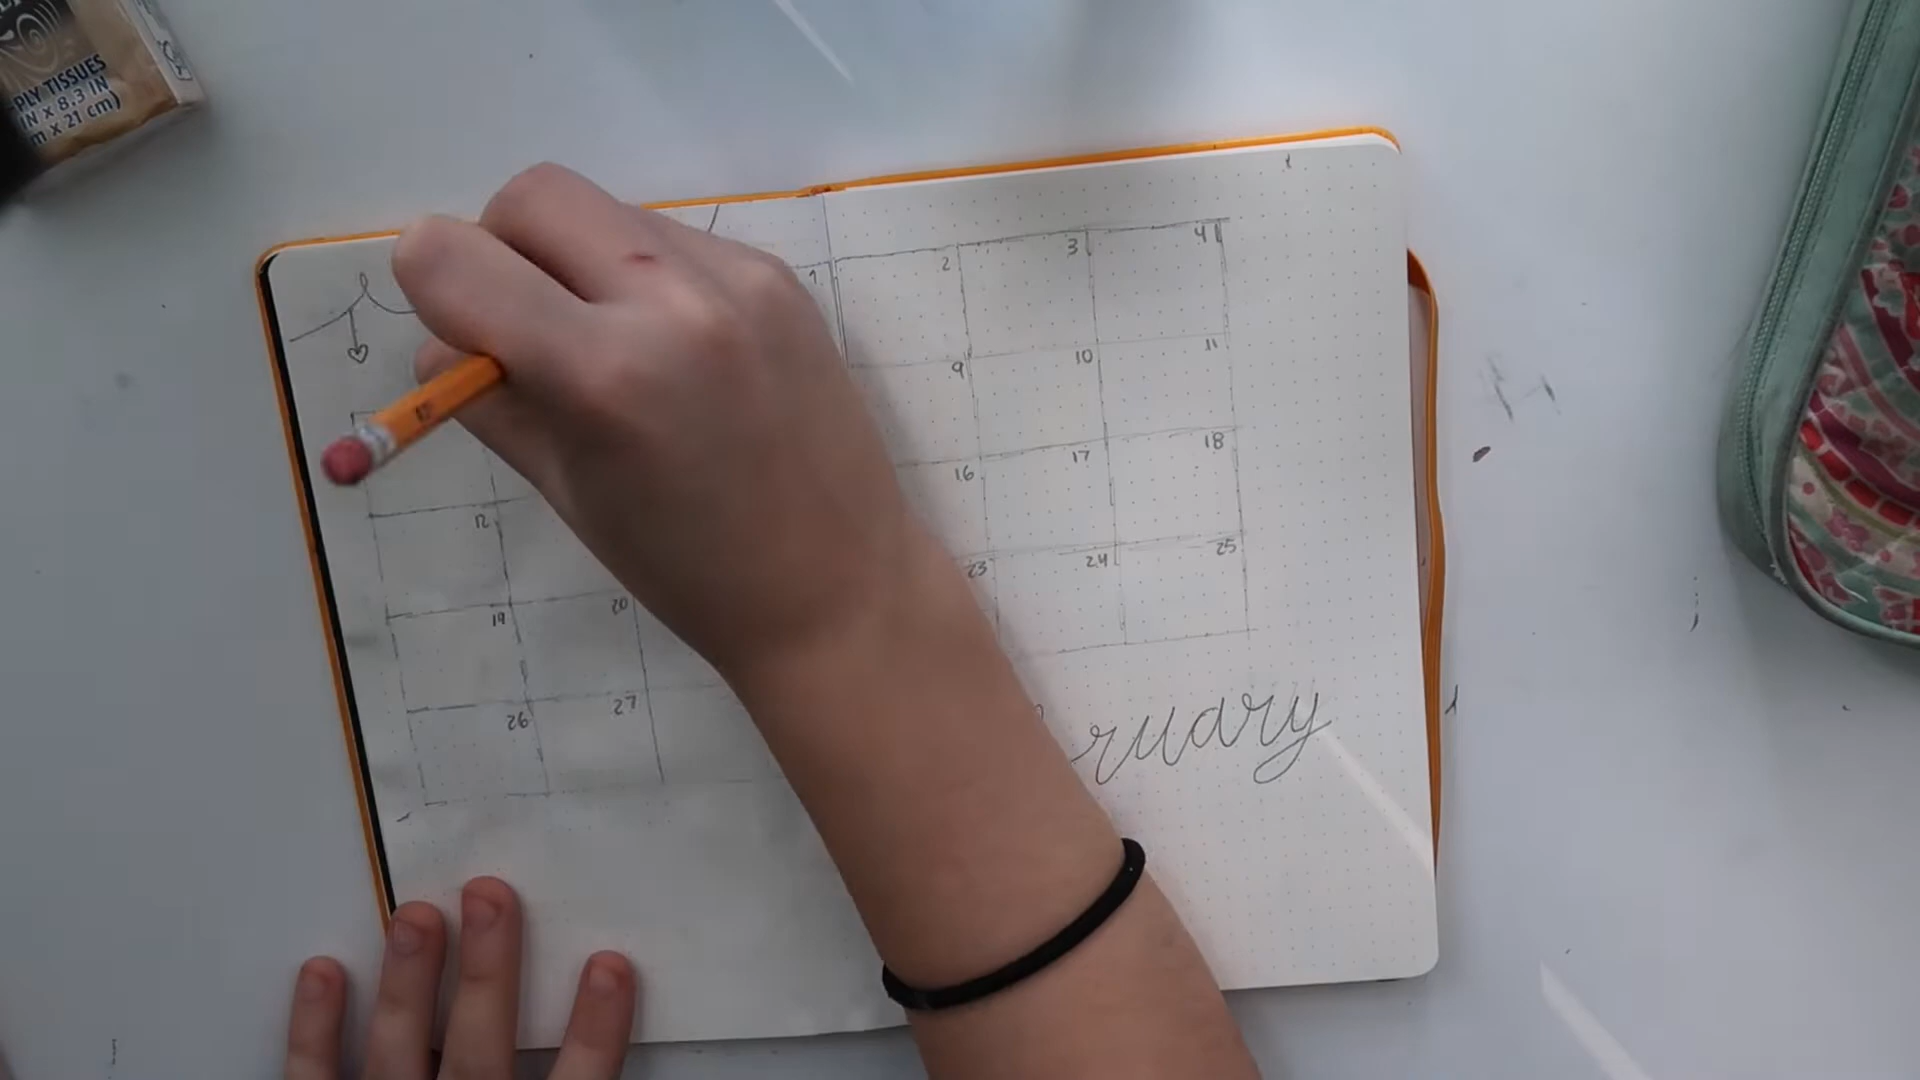 PLY TISSUES
IN x 8.3 IN
m x 21 cm)
1 2 3 4
9 10 11
12 16 17 18
19 20 23 24 25
26 27
ruary